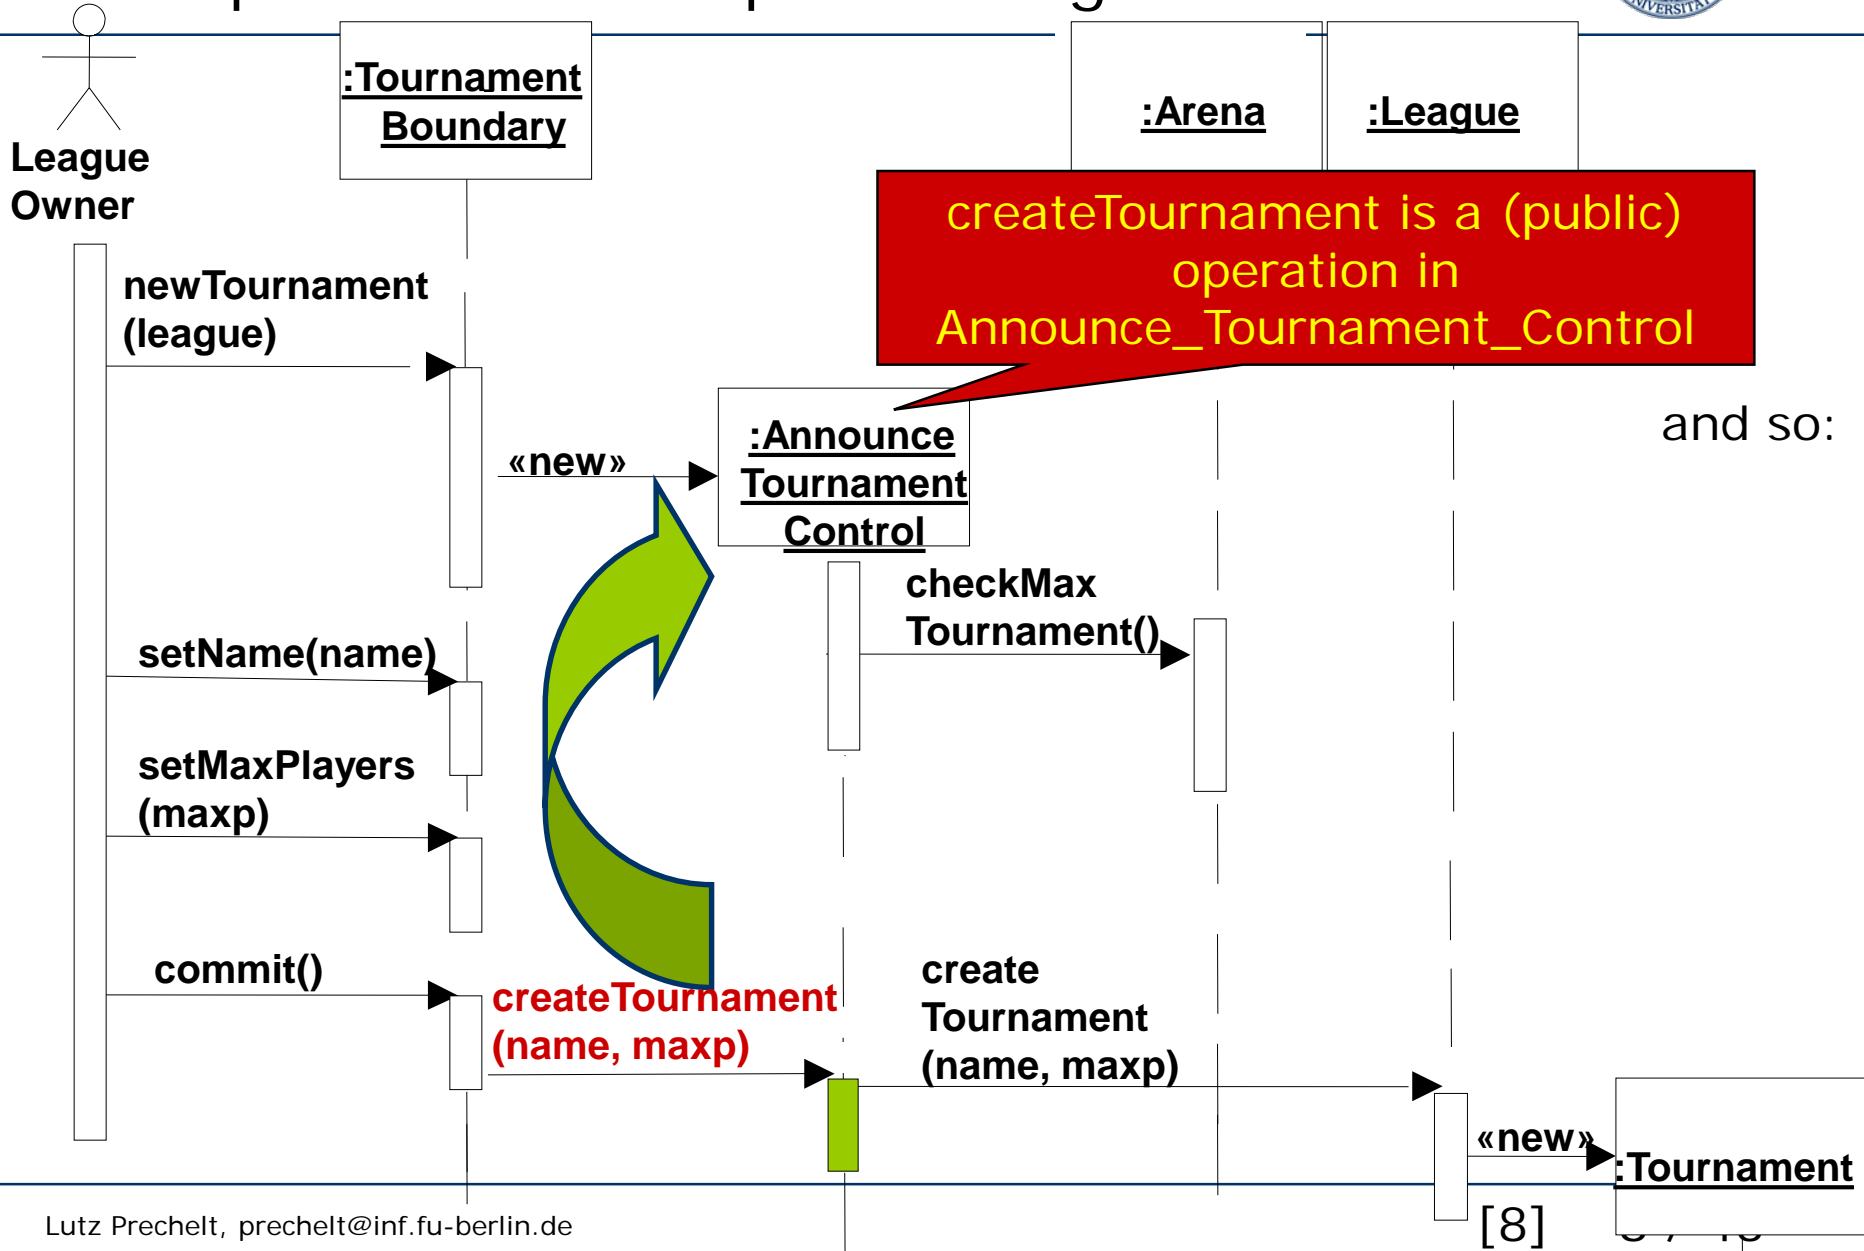 :Tournament
Boundary
:Arena
:League
League
Owner
createTournament is a (public)
operation in
Announce_Tournament_Control
newTournament
(league)
and so:
«new»
:Announce
Tournament
Control
checkMax
Tournament()
setName(name)
setMaxPlayers
(maxp)
commit()
createTournament
(name, maxp)
create
Tournament
(name, maxp)
«new»
:Tournament
Lutz Prechelt, prechelt@inf.fu-berlin.de
[8]